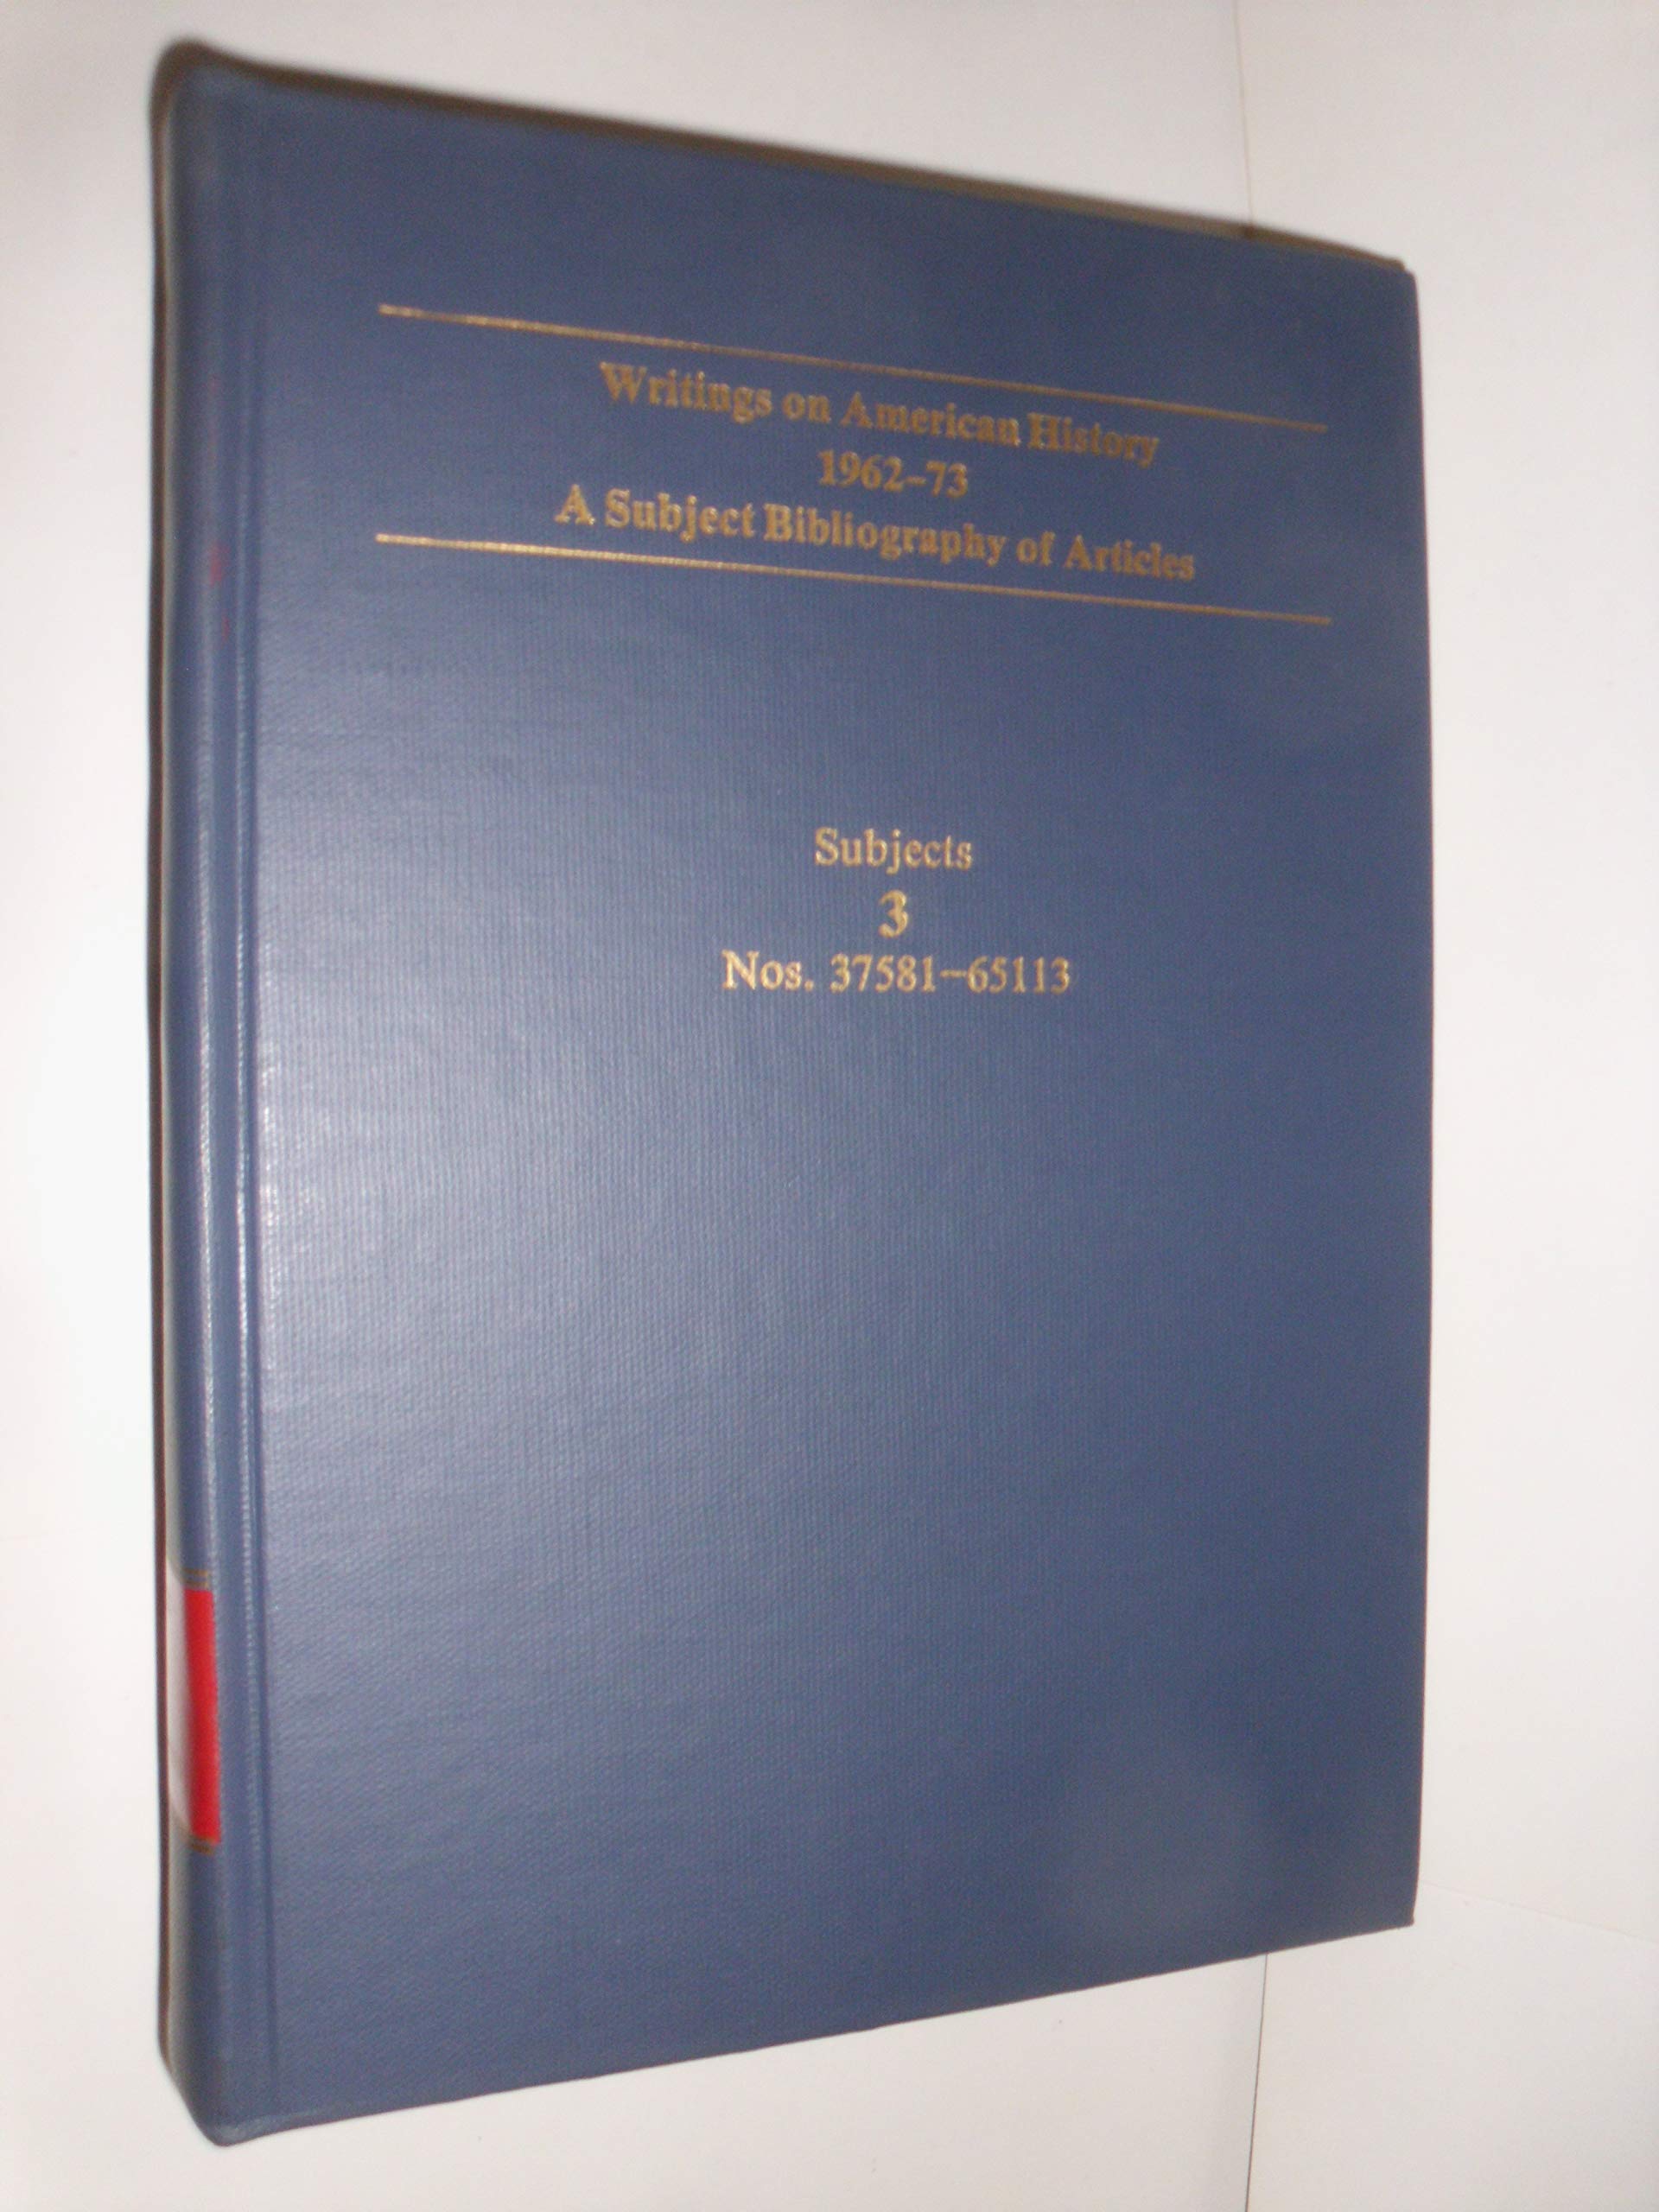 Writings on American History
1962–73
A Subject Bibliography of Articles
Subjects
3
Nos. 37581–65113